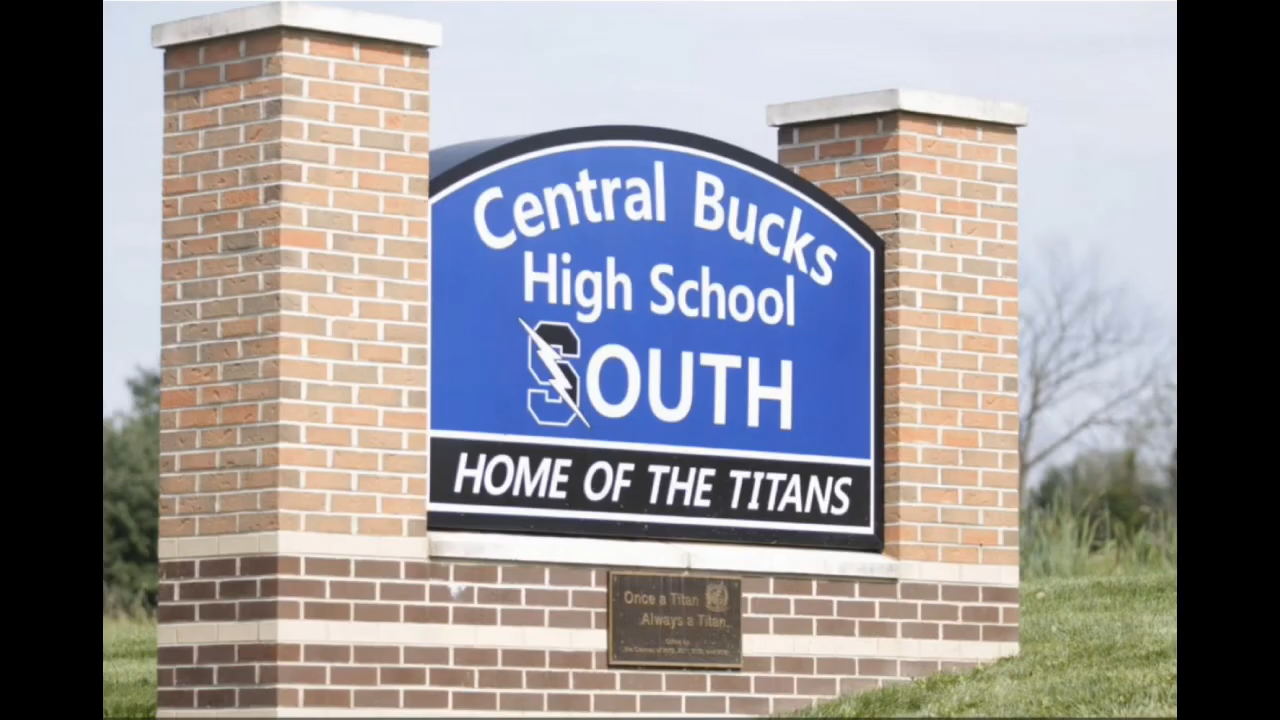 Central Bucks
High School
SOUTH
HOME OF THE TITANS
Once a Titan
Always a Titan